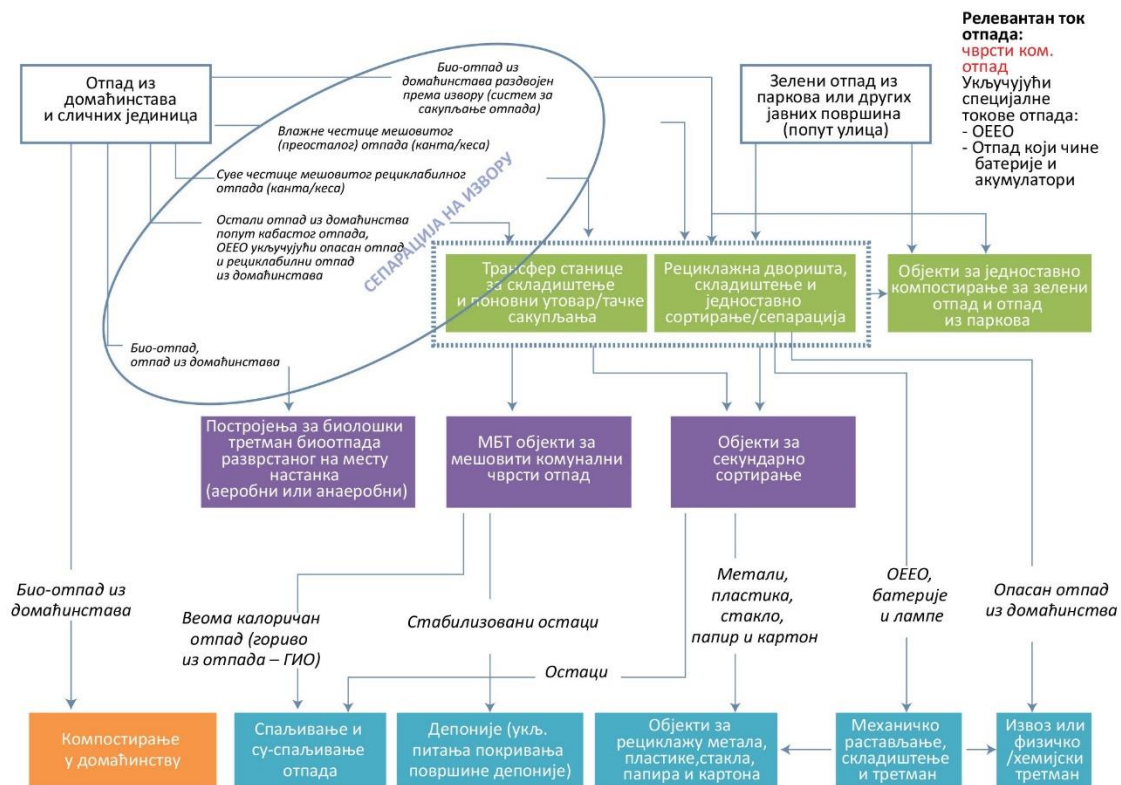 Релевантан ток
отпада:
чврсти ком.
отпад
Укључујући
специјалне
токове отпада:
- ОЕЕО
- Отпад који чине
батерије и
акумулатори
Отпад из
домаћинства
и сличних јединица
Био-отпад из
домаћинстава раздвојен
према извору (систем за
сакупљање отпада)
Зелени отпад из
паркова или других
јавних површина
(попут улица)
Влажне честице мешовитог
(преосталог) отпада (канта/кеса)
Суве честице мешовитог рециклабилног
отпада (канта/кеса)
Остали отпад из домаћинства
попут кабастог отпада,
ОЕЕО укључујући опасан отпад
и рециклабилни отпад
из домаћинства
СЕПАРАЦИЈА НА ИЗВОРУ
Био-отпад,
отпад из домаћинства
Трансфер станице
за складиштење
и поновни утовар/тачке
сакупљања
Рециклажна дворишта,
складиштење и
једноставно
сортирање/сепарација
Објекти за једноставно
компостирање за зелени
отпад и отпад
из паркова
Постројења за биолошки
третман биоотпада
разврстаног на месту
настанка
(аеробни или анаеробни)
МБТ објекти за
мешовити комунални
чврсти отпад
Објекти за
секундарно
сортирање
Био-отпад из
домаћинстава
Веома калоричан
отпад (гориво
из отпада – ГИО)
Стабилизовани остаци
Остаци
Метали,
пластика,
стакло,
папир и картон
ОЕЕО,
батерије
и лампе
Опасан отпад
из домаћинства
Компостирање
у домаћинству
Спаљивање и
су-спаљивање
отпада
Депоније (укљ.
питања покривања
површине депоније)
Објекти за
рециклажу метала,
пластике,стакла,
папира и картона
Механичко
растављање,
складиштење
и третман
Извоз или
физичко
/хемијски
третман